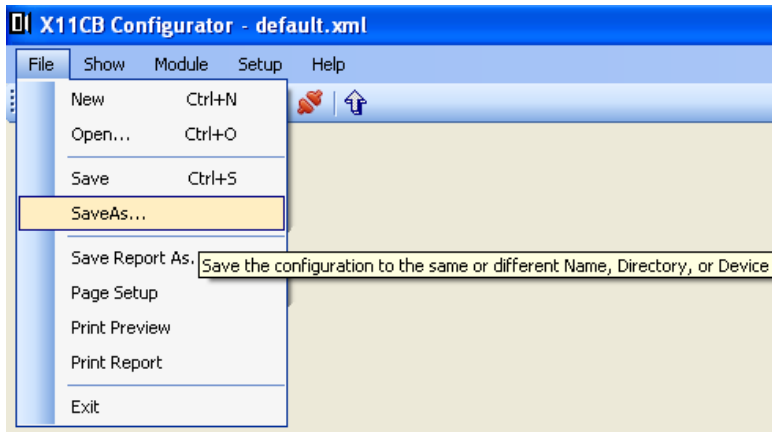 X11CB Configurator - default.xml
File Show Module Setup Help
New Ctrl+N
Open... Ctrl+O
Save Ctrl+S
SaveAs...
Save Report As.
Save the configuration to the same or different Name, Directory, or Device
Page Setup
Print Preview
Print Report
Exit